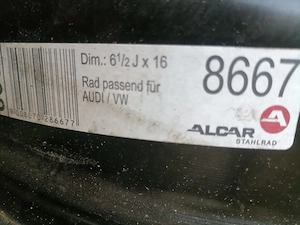 Dim.: 6½ J x 16
8667
Rad passend für
AUDI / VW
ALCAR
STAHLRAD